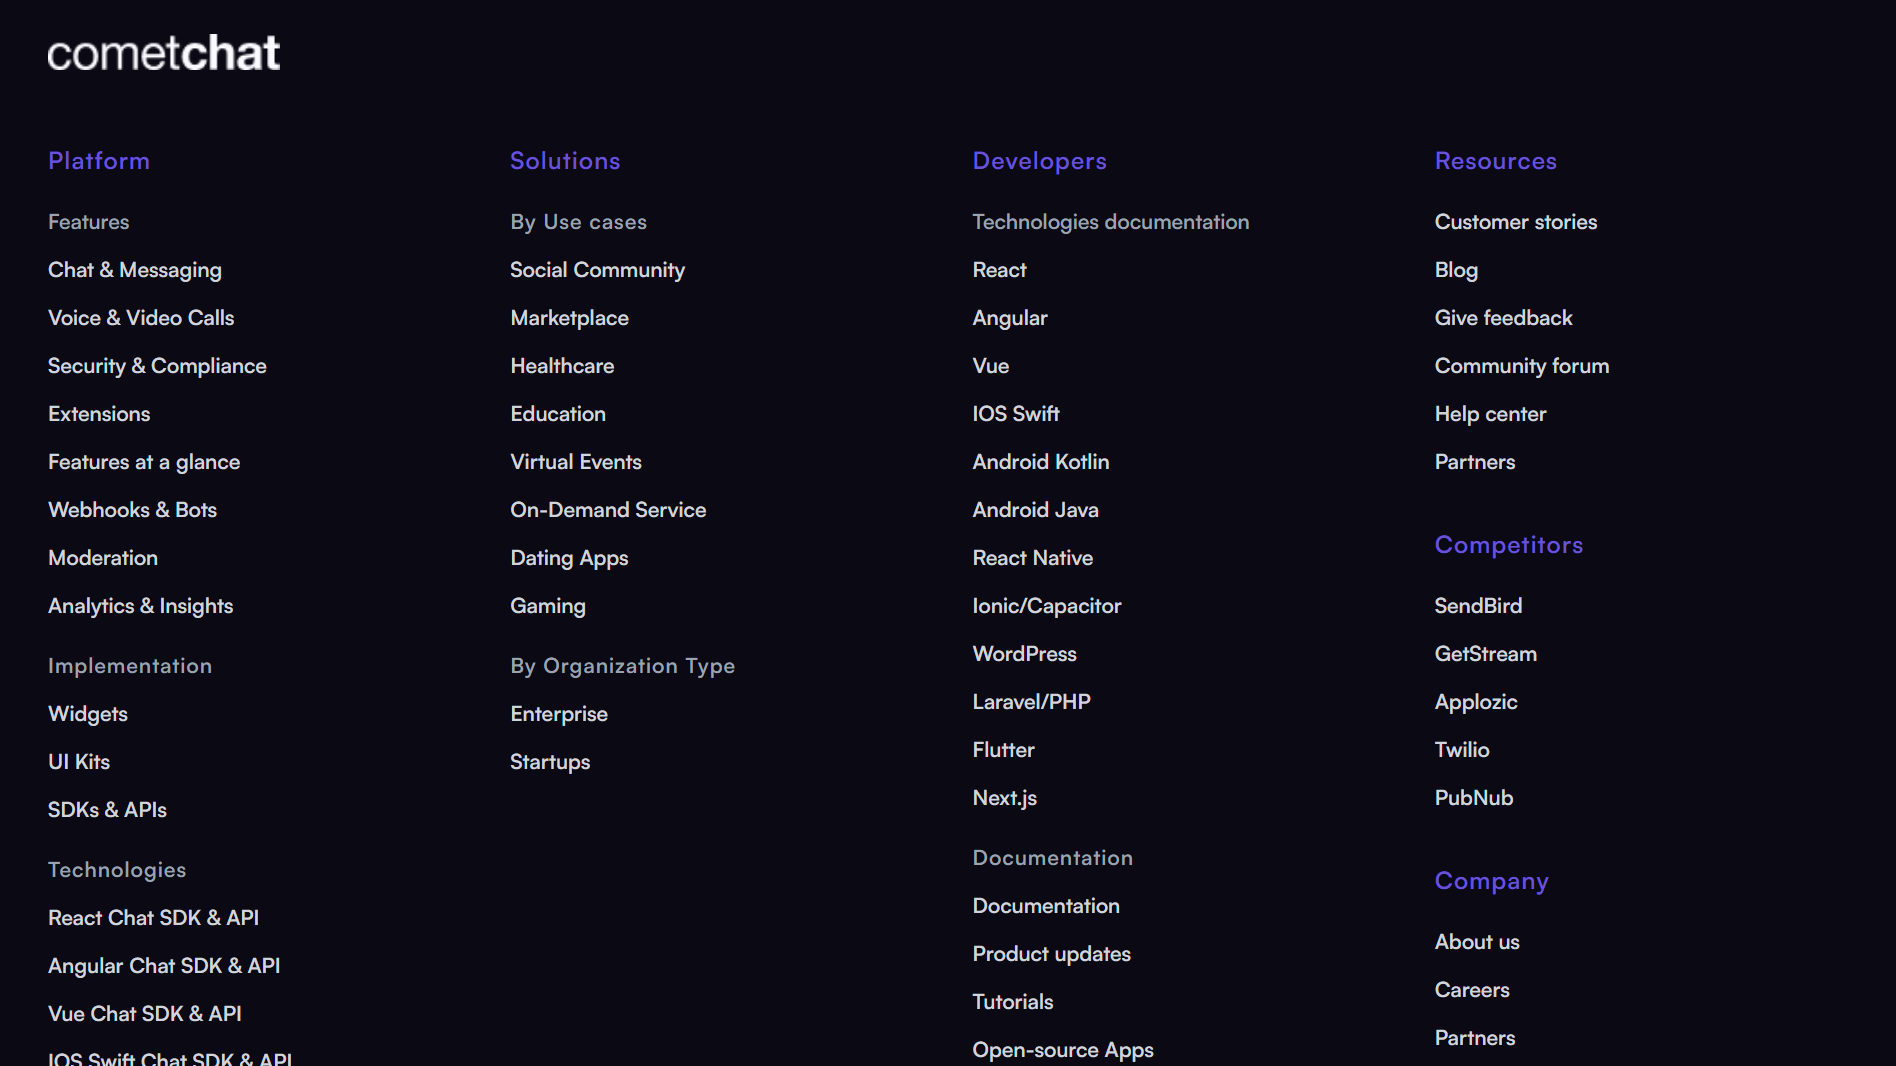 cometchat
Platform
Features
Chat & Messaging
Voice & Video Calls
Security & Compliance
Extensions
Features at a glance
Webhooks & Bots
Moderation
Analytics & Insights
Implementation
Widgets
UI Kits
SDKs & APIs
Technologies
React Chat SDK & API
Angular Chat SDK & API
Vue Chat SDK & API
IOS Swift Chat SDK & API
Solutions
By Use cases
Social Community
Marketplace
Healthcare
Education
Virtual Events
On-Demand Service
Dating Apps
Gaming
By Organization Type
Enterprise
Startups
Developers
Technologies documentation
React
Angular
Vue
IOS Swift
Android Kotlin
Android Java
React Native
Ionic/Capacitor
WordPress
Laravel/PHP
Flutter
Next.js
Documentation
Documentation
Product updates
Tutorials
Open-source Apps
Resources
Customer stories
Blog
Give feedback
Community forum
Help center
Partners
Competitors
SendBird
GetStream
Applozic
Twilio
PubNub
Company
About us
Careers
Partners